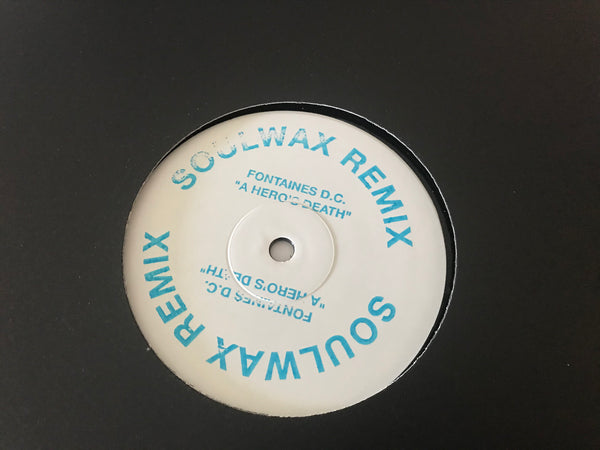 SOULWAX REMIX
FONTAINES D.C.
"A HERO'S DEATH"
"A HERO'S DEATH"
FONTAINES D.C.
SOULWAX REMIX